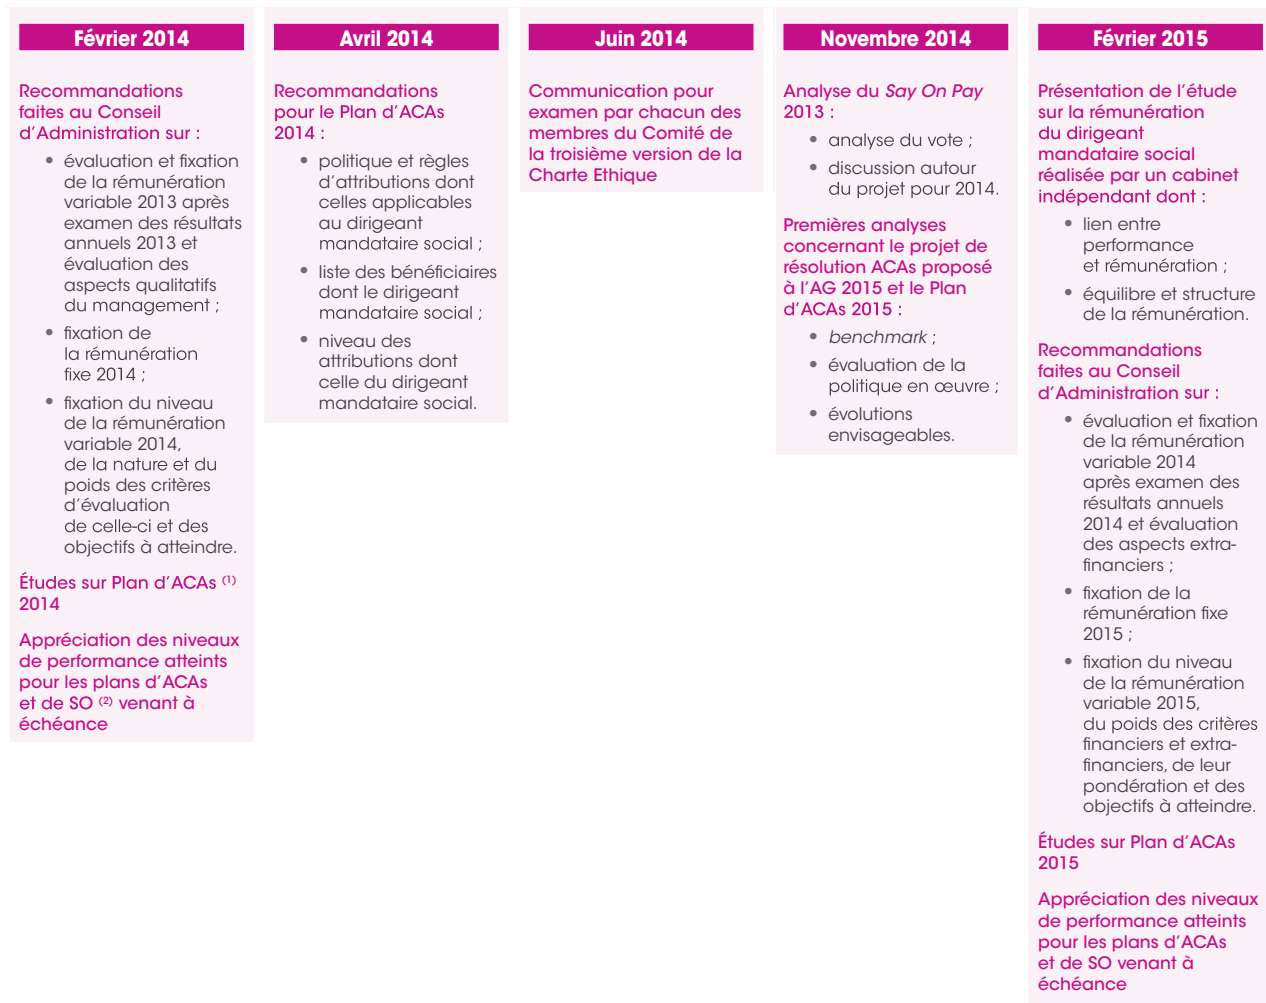 Février 2014
Recommandations
faites au Conseil
d’Administration sur :
• évaluation et fixation
de la rémunération
variable 2013 après
examen des résultats
annuels 2013 et
évaluation des
aspects qualitatifs
du management ;
• fixation de
la rémunération
fixe 2014 ;
• fixation du niveau
de la rémunération
variable 2014,
de la nature et du
poids des critères
d’évaluation
de celle-ci et des
objectifs à atteindre.
Études sur Plan d’ACAs (1)
2014
Appréciation des niveaux
de performance atteints
pour les plans d’ACAs
et de SO (2) venant à
échéance
Avril 2014
Recommandations
pour le Plan d’ACAs
2014 :
• politique et règles
d’attributions dont
celles applicables
au dirigeant
mandataire social ;
• liste des bénéficiaires
dont le dirigeant
mandataire social ;
• niveau des
attributions dont
celle du dirigeant
mandataire social.
Juin 2014
Communication pour
examen par chacun des
membres du Comité de
la troisième version de la
Charte Ethique
Novembre 2014
Analyse du Say On Pay
2013 :
• analyse du vote ;
• discussion autour
du projet pour 2014.
Premières analyses
concernant le projet de
résolution ACAs proposé
à l’AG 2015 et le Plan
d’ACAs 2015 :
• benchmark ;
• évaluation de la
politique en œuvre ;
• évolutions
envisageables.
Février 2015
Présentation de l’étude
sur la rémunération
du dirigeant
mandataire social
réalisée par un cabinet
indépendant dont :
• lien entre
performance
et rémunération ;
• équilibre et structure
de la rémunération.
Recommandations
faites au Conseil
d’Administration sur :
• évaluation et fixation
de la rémunération
variable 2014
après examen des
résultats annuels
2014 et évaluation
des aspects extra-
financiers ;
• fixation de la
rémunération fixe
2015 ;
• fixation du niveau
de la rémunération
variable 2015,
du poids des critères
financiers et extra-
financiers, de leur
pondération et des
objectifs à atteindre.
Études sur Plan d’ACAs
2015
Appréciation des niveaux
de performance atteints
pour les plans d’ACAs
et de SO venant à
échéance